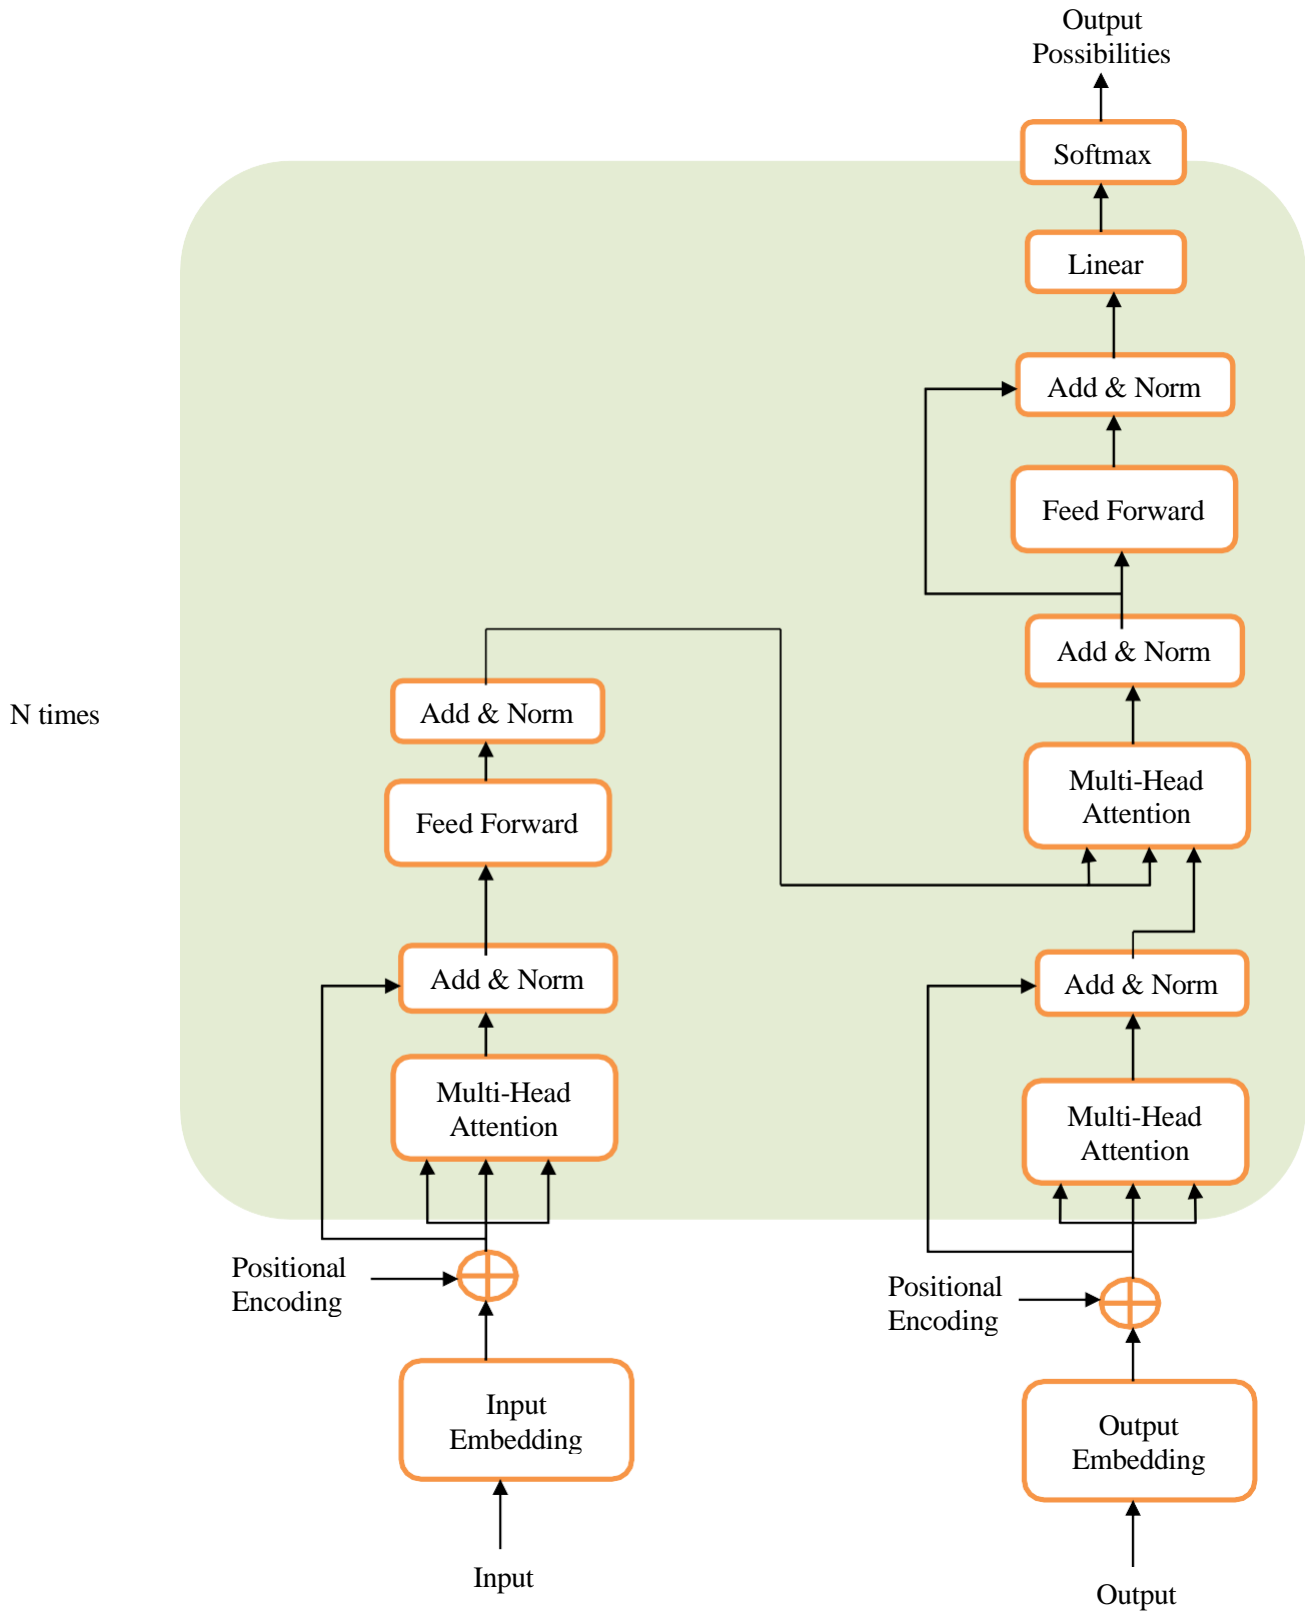 Output
Possibilities
Softmax
Linear
Add & Norm
Feed Forward
Add & Norm
Multi-Head
Attention
Add & Norm
Multi-Head
Attention
Positional
Encoding
Output
Embedding
Output
N times
Add & Norm
Feed Forward
Add & Norm
Multi-Head
Attention
Positional
Encoding
Input
Embedding
Input